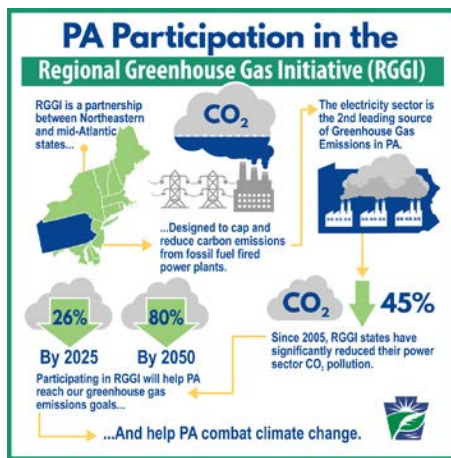 PA Participation in the
Regional Greenhouse Gas Initiative (RGGI)
RGGI is a partnership
between Northeastern
and mid-Atlantic
states...
CO2
...Designed to cap and
reduce carbon emissions
from fossil fuel fired
power plants.
The electricity sector is
the 2nd leading source
of Greenhouse Gas
Emissions in PA.
CO2
45%
Since 2005, RGGI states have
significantly reduced their power
sector CO2 pollution.
26%
By 2025
80%
By 2050
Participating in RGGI will help PA
reach our greenhouse gas
emissions goals...
...And help PA combat climate change.